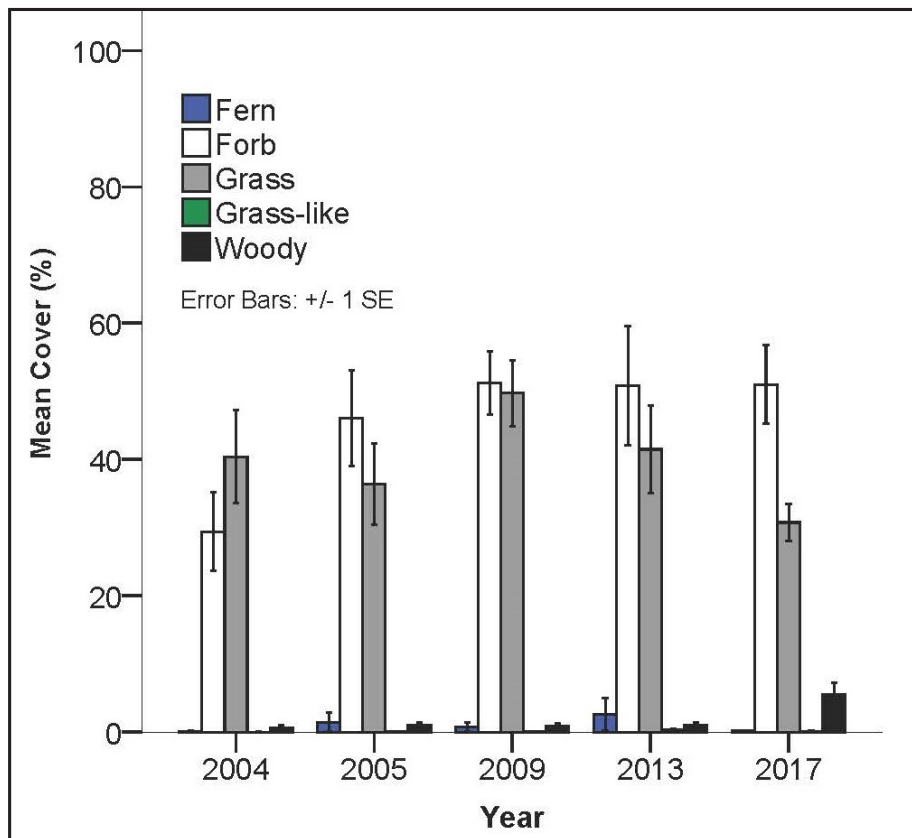 100
80
60
40
20
0
Mean Cover (%)
Fern
Forb
Grass
Grass-like
Woody
Error Bars: +/- 1 SE
2004 2005 2009 2013 2017
Year